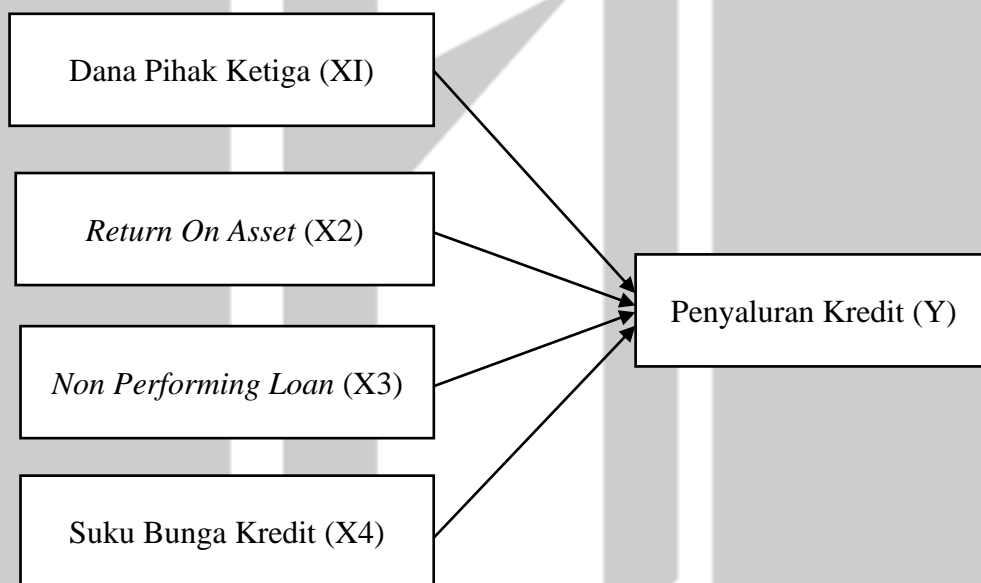 Dana Pihak Ketiga (XI)
Return On Asset (X2)
Penyaluran Kredit (Y)
Non Performing Loan (X3)
Suku Bunga Kredit (X4)